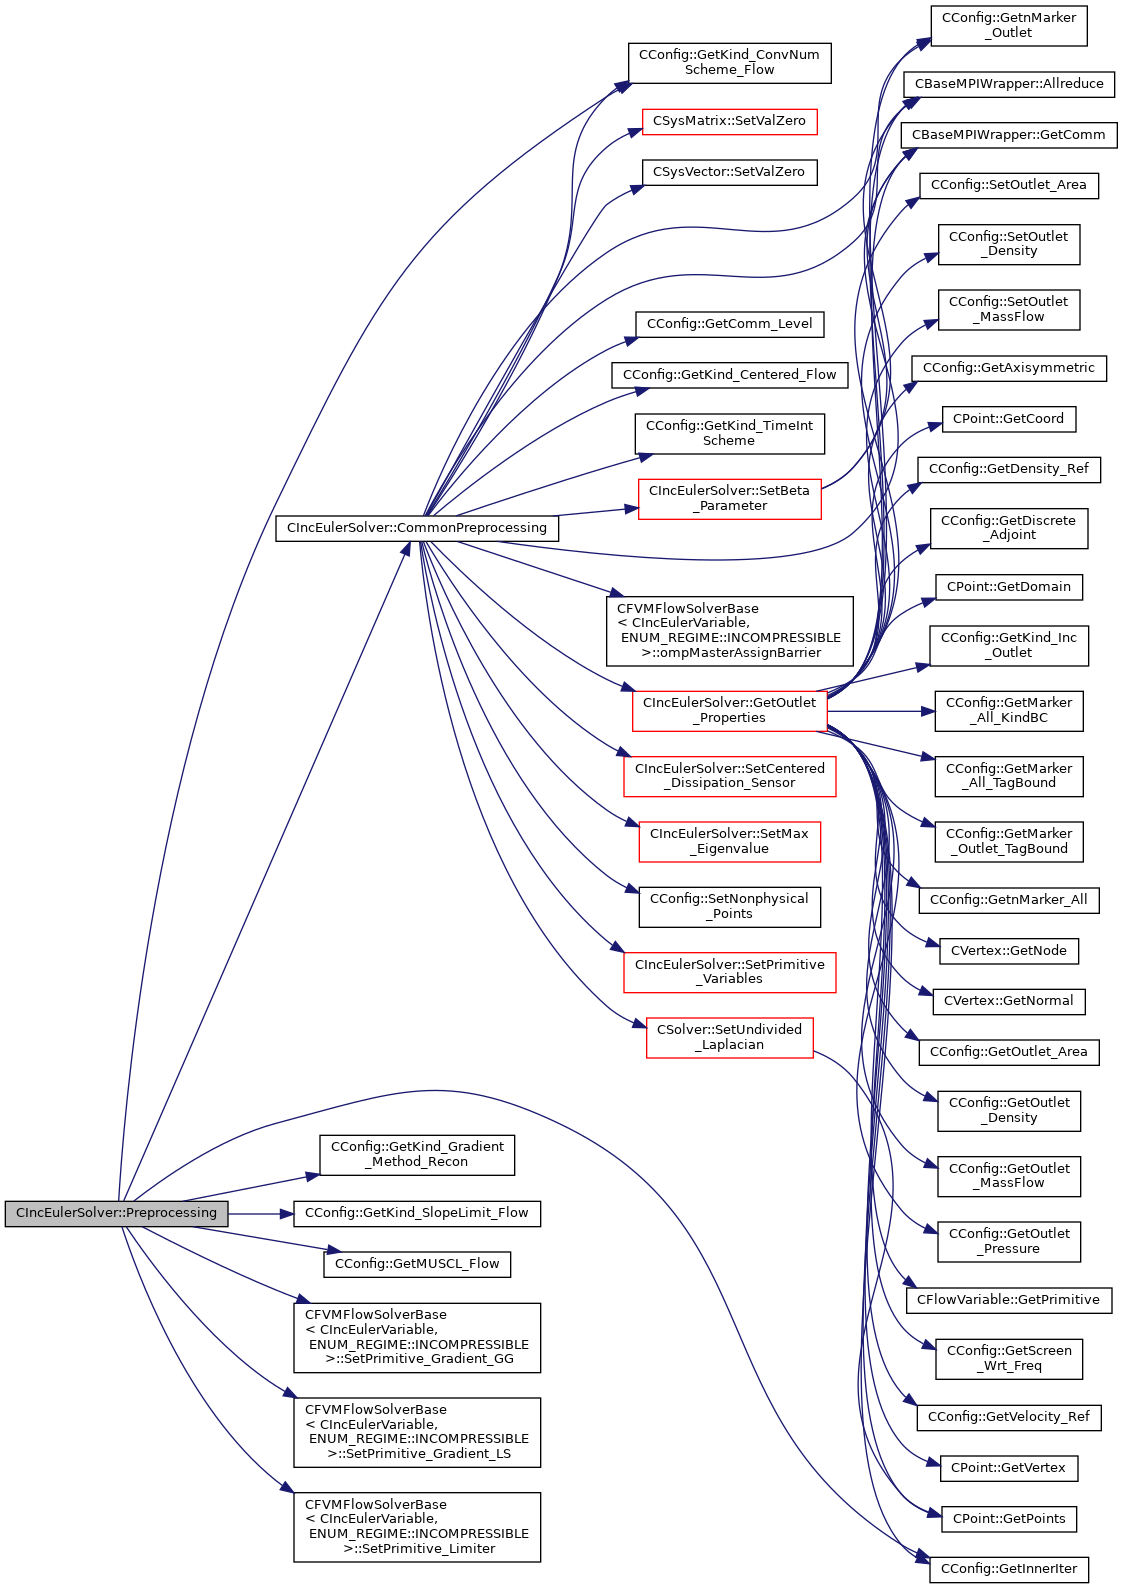 CIncEulerSolver::Preprocessing
CConfig::GetKind_ConvNum
Scheme_Flow
CSysMatrix::SetValZero
CSysVector::SetValZero
CConfig::GetComm_Level
CConfig::GetKind_Centered_Flow
CConfig::GetKind_TimeInt
Scheme
CIncEulerSolver::SetBeta
_Parameter
CIncEulerSolver::CommonPreprocessing
CFVMFlowSolverBase
< CIncEulerVariable,
ENUM_REGIME::INCOMPRESSIBLE
>::ompMasterAssignBarrier
CIncEulerSolver::GetOutlet
_Properties
CIncEulerSolver::SetCentered
_Dissipation_Sensor
CIncEulerSolver::SetMax
_Eigenvalue
CConfig::SetNonphysical
_Points
CIncEulerSolver::SetPrimitive
_Variables
CSolver::SetUndivided
_Laplacian
CConfig::GetKind_Gradient
_Method_Recon
CConfig::GetKind_SlopeLimit_Flow
CConfig::GetMUSCL_Flow
CFVMFlowSolverBase
< CIncEulerVariable,
ENUM_REGIME::INCOMPRESSIBLE
>::SetPrimitive_Gradient_GG
CFVMFlowSolverBase
< CIncEulerVariable,
ENUM_REGIME::INCOMPRESSIBLE
>::SetPrimitive_Gradient_LS
CFVMFlowSolverBase
< CIncEulerVariable,
ENUM_REGIME::INCOMPRESSIBLE
>::SetPrimitive_Limiter
CConfig::GetnMarker
_Outlet
CBaseMPIWrapper::Allreduce
CBaseMPIWrapper::GetComm
CConfig::SetOutlet_Area
CConfig::SetOutlet
_Density
CConfig::SetOutlet
_MassFlow
CConfig::GetAxisymmetric
CPoint::GetCoord
CConfig::GetDensity_Ref
CConfig::GetDiscrete
_Adjoint
CPoint::GetDomain
CConfig::GetKind_Inc
_Outlet
CConfig::GetMarker
_All_KindBC
CConfig::GetMarker
_All_TagBound
CConfig::GetMarker
_Outlet_TagBound
CConfig::GetnMarker_All
CVertex::GetNode
CVertex::GetNormal
CConfig::GetOutlet_Area
CConfig::GetOutlet
_Density
CConfig::GetOutlet
_MassFlow
CConfig::GetOutlet
_Pressure
CFlowVariable::GetPrimitive
CConfig::GetScreen
_Wrt_Freq
CConfig::GetVelocity_Ref
CPoint::GetVertex
CPoint::GetPoints
CConfig::GetInnerIter